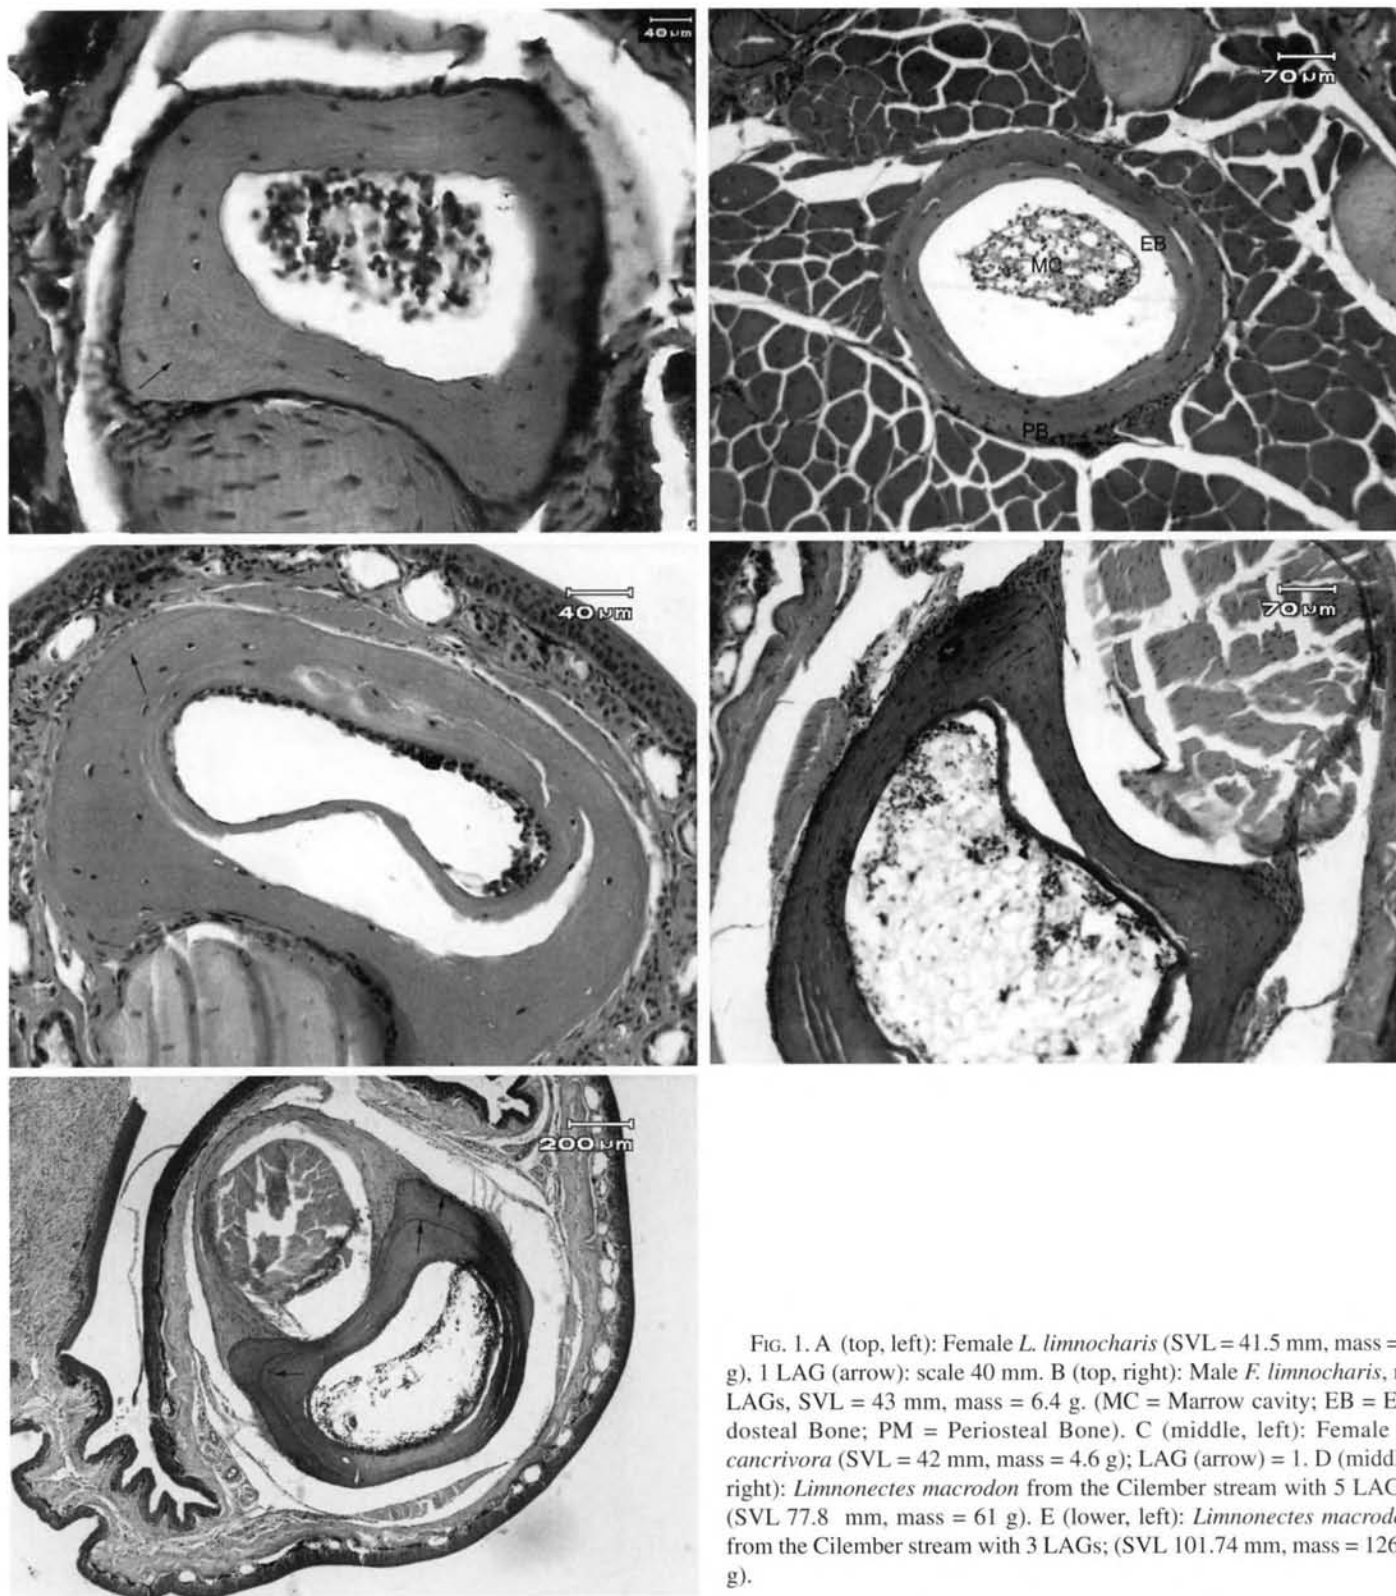 40 µm
70 µm
EB
MC
PB
40 µm
70 µm
200 µm
FIG. 1. A (top, left): Female L. limnocharis (SVL = 41.5 mm, mass =
g), 1 LAG (arrow): scale 40 mm. B (top, right): Male F. limnocharis,
LAGs, SVL = 43 mm, mass = 6.4 g. (MC = Marrow cavity; EB =
dosteal Bone; PM = Periosteal Bone). C (middle, left): Female
cancrivora (SVL = 42 mm, mass = 4.6 g); LAG (arrow) = 1. D
right): Limnonectes macrodon from the Cilember stream with 5
(SVL 77.8 mm, mass = 61 g). E (lower, left): Limnonectes
from the Cilember stream with 3 LAGs; (SVL 101.74 mm, mass =
g).